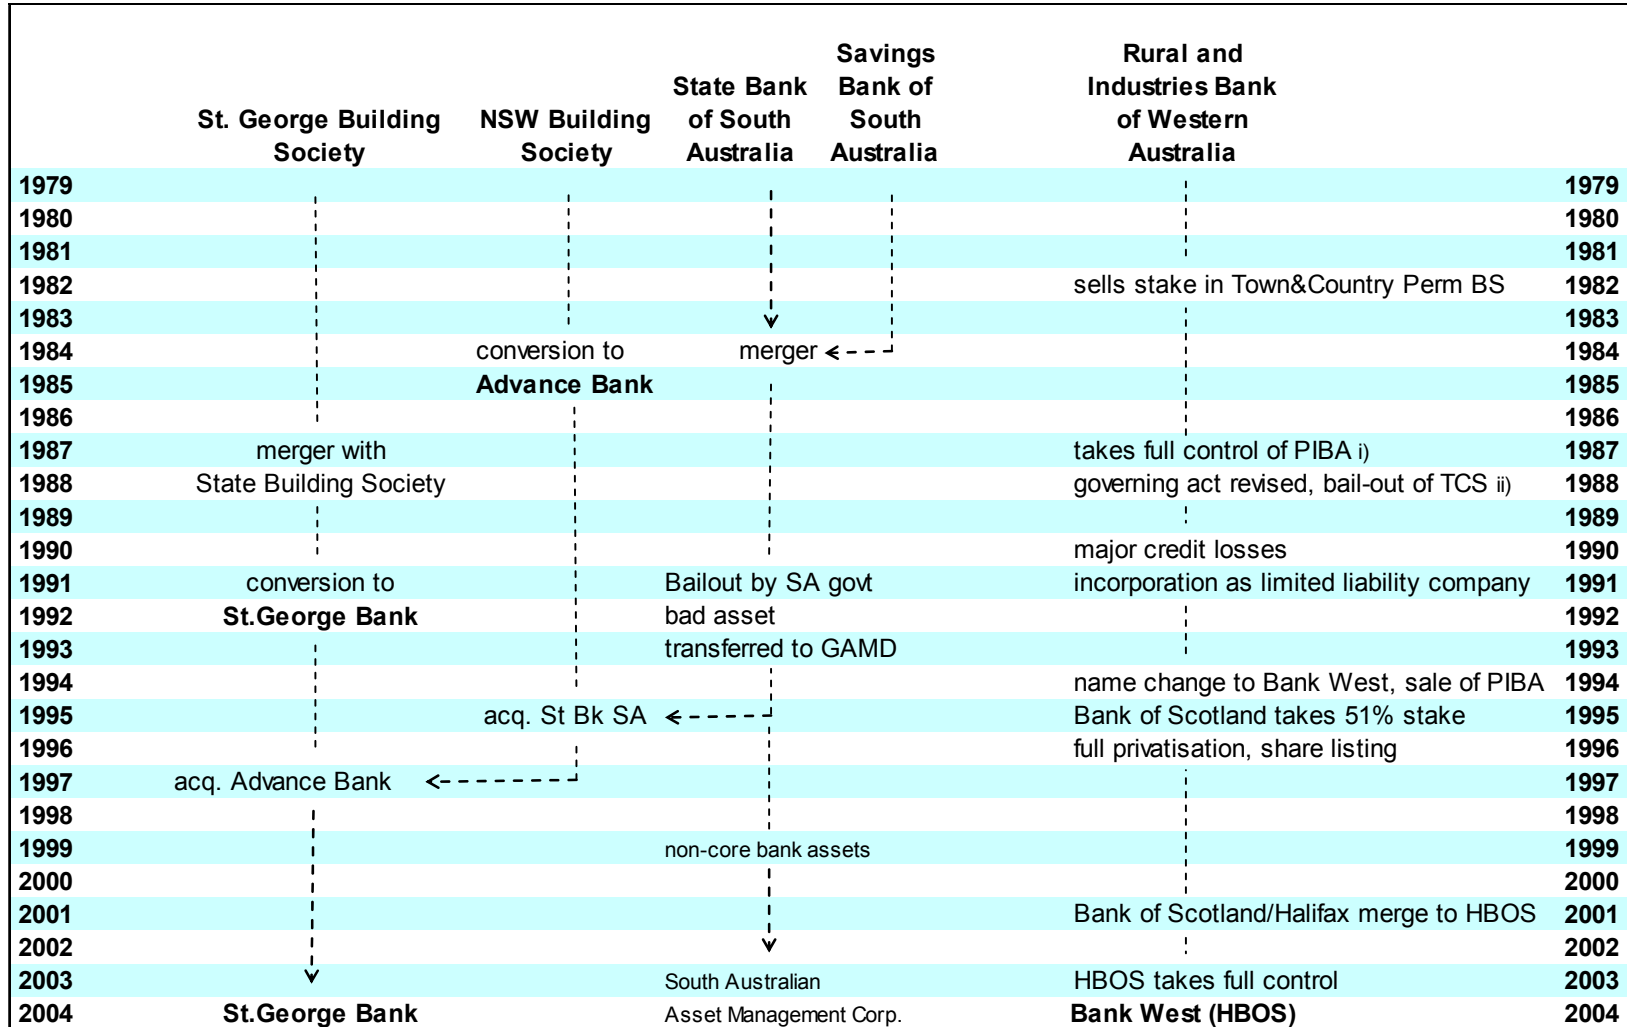 Savings Rural and
State Bank Bank of Industries Bank
St. George Building NSW Building of South South of Western
Society Society Australia Australia Australia
1979 1979
1980 1980
1981 1981
1982 sells stake in Town&Country Perm BS 1982
1983 1983
1984 conversion to merger 1984
1985 Advance Bank 1985
1986 1986
1987 merger with takes full control of PIBA i) 1987
1988 State Building Society governing act revised, bail-out of TCS ii) 1988
1989 1989
1990 major credit losses 1990
1991 conversion to Bailout by SA govt incorporation as limited liability company 1991
1992 St.George Bank bad asset 1992
1993 transferred to GAMD 1993
1994 name change to Bank West, sale of PIBA 1994
1995 acq. St Bk SA Bank of Scotland takes 51% stake 1995
1996 full privatisation, share listing 1996
1997 acq. Advance Bank 1997
1998 1998
1999 non-core bank assets 1999
2000 2000
2001 Bank of Scotland/Halifax merge to HBOS 2001
2002 2002
2003 South Australian HBOS takes full control 2003
2004 St.George Bank Asset Management Corp. Bank West (HBOS) 2004